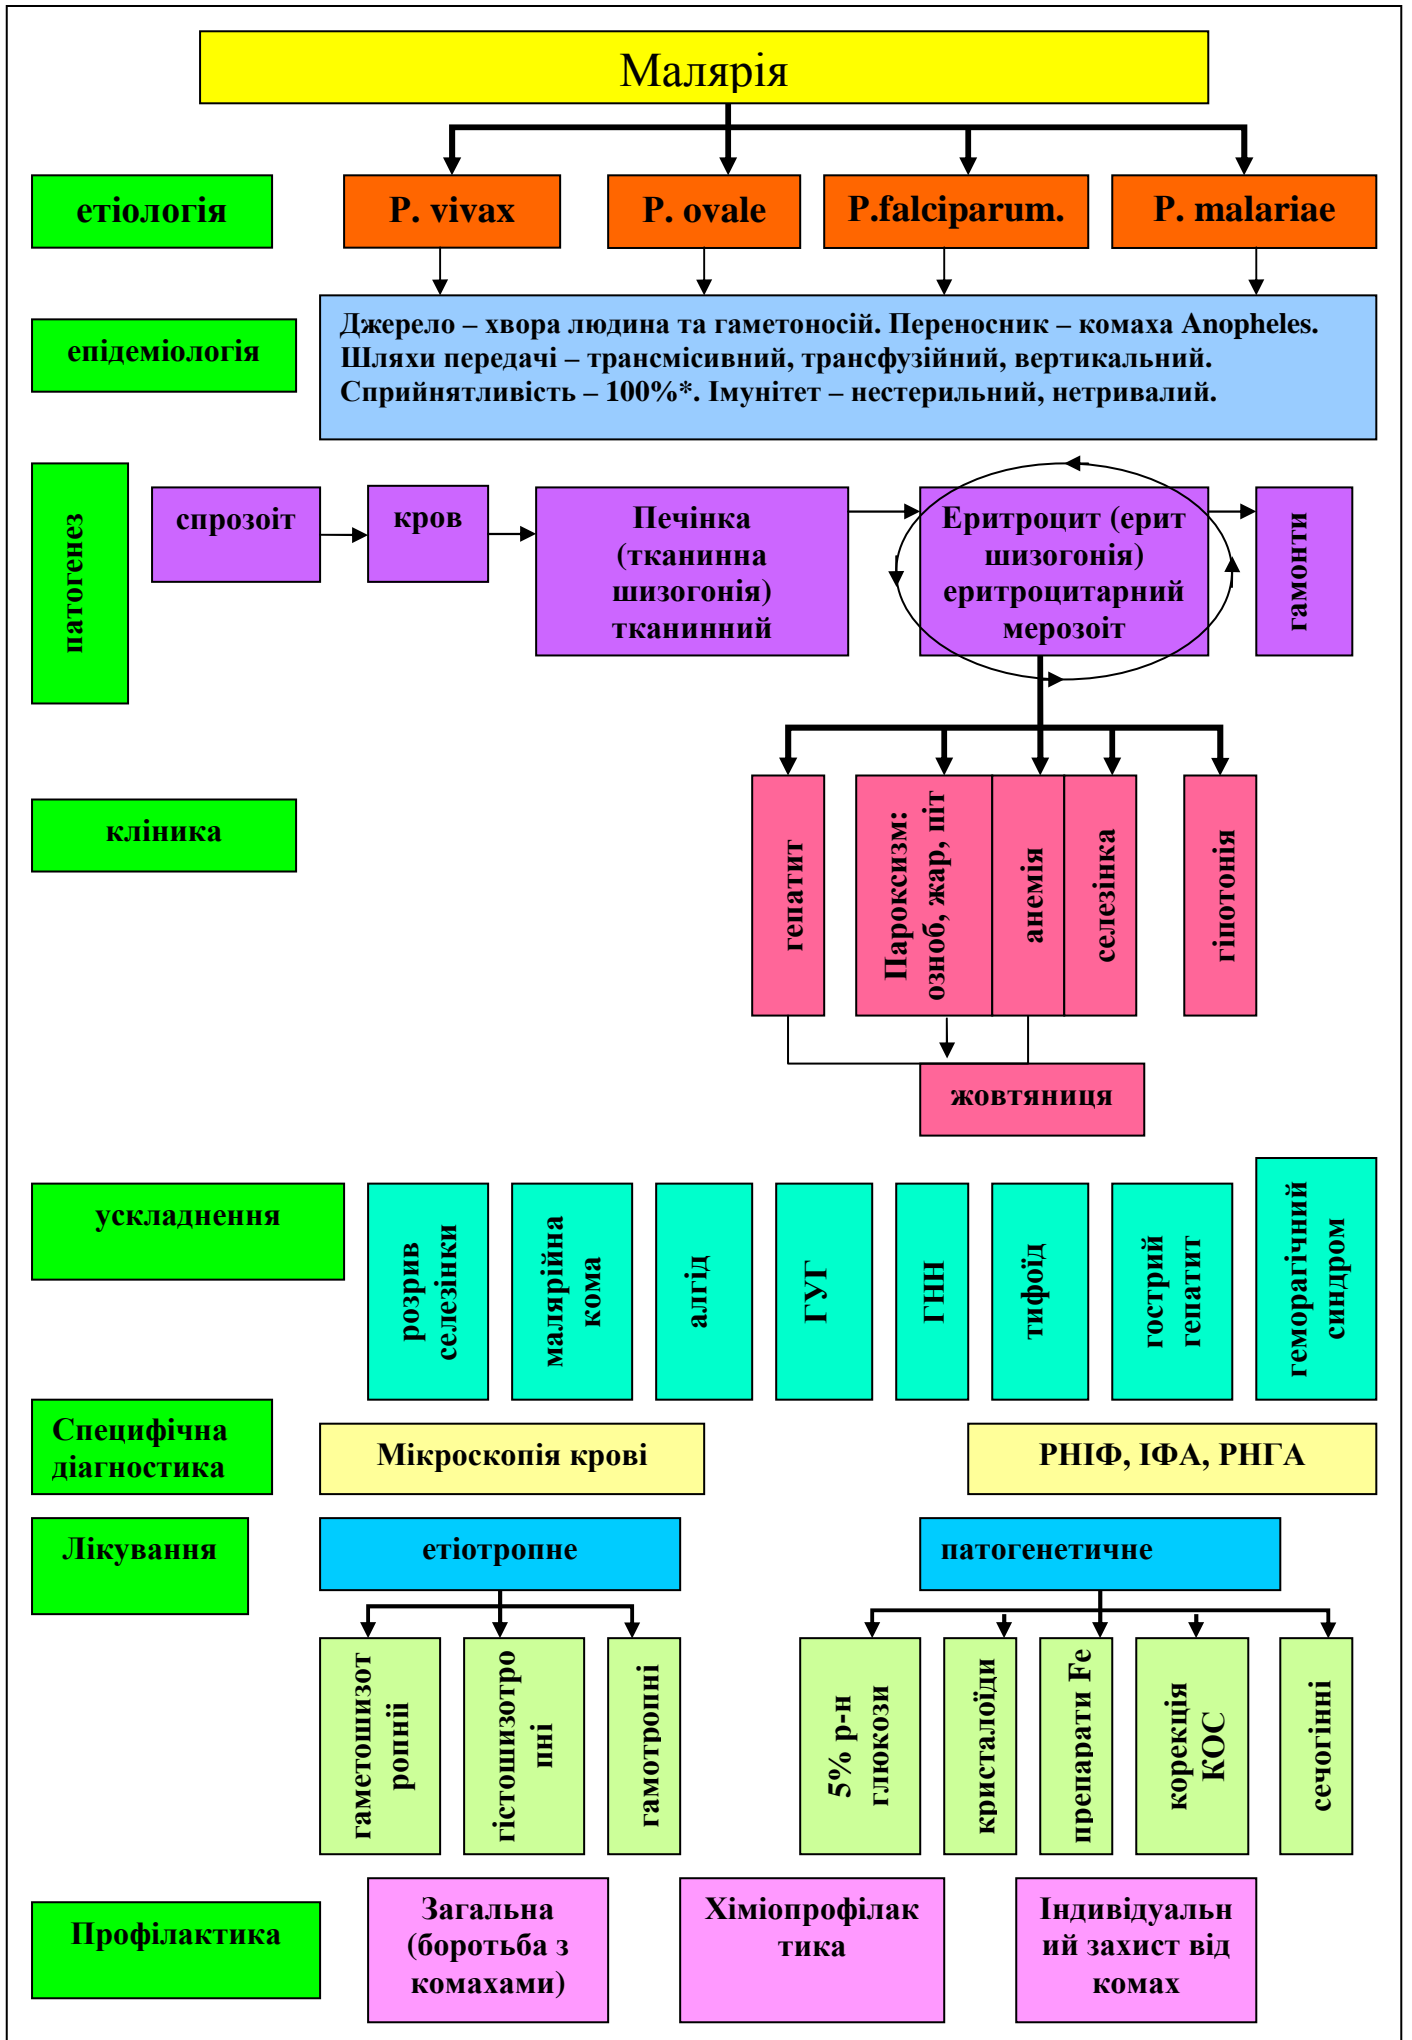 Малярія
етіологія
P. vivax
P. ovale
P.falciparum.
P. malariae
епідеміологія
Джерело – хвора людина та гаметоносій. Переносник – комаха Anopheles.
Шляхи передачі – трансмісивний, трансфузійний, вертикальний.
Сприйнятливість – 100%*. Імунітет – нестерильний, нетривалий.
патогенез
спрозоіт
кров
Печінка
(тканинна
шизогонія)
тканинний
Еритроцит (ерит
шизогонія)
еритроцитарний
мерозоіт
гамонти
кліника
гепатит
Пароксизм:
озноб, жар, піт
анемія
селезінка
гіпотонія
жовтяниця
ускладнення
розрив
селезінки
малярійна
кома
алгід
ГУГ
ГНН
тифоїд
гострий
гепатит
геморагічний
синдром
Специфічна
діагностика
Мікроскопія крові
РНІФ, ІФА, РНГА
Лікування
етіотропне
патогенетичне
гаметошизот
ропнії
гістошизотро
пні
гамотропні
5% р-н
глюкози
кристалоїди
препарати Fe
корекція
КОС
сечогінні
Профілактика
Загальна
(боротьба з
комахами)
Хіміопрофілак
тика
Індивідуальн
ий захист від
комах